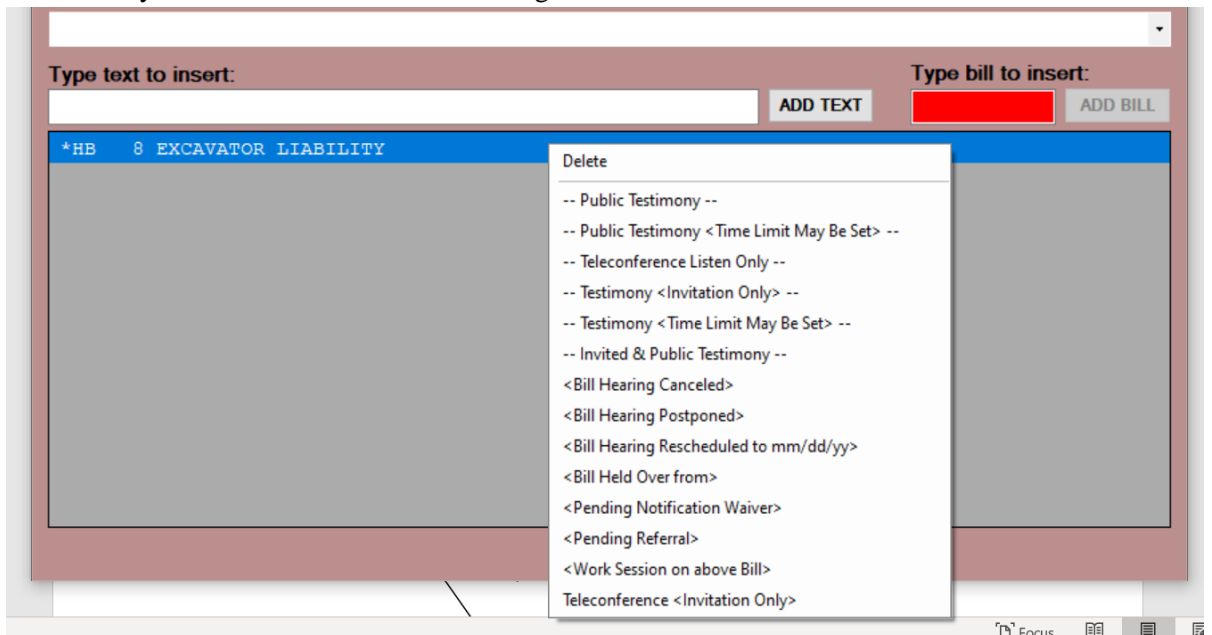 Type text to insert:
Type bill to insert:
ADD TEXT
ADD BILL
*HB 8 EXCAVATOR LIABILITY
Delete
-- Public Testimony --
-- Public Testimony <Time Limit May Be Set> --
-- Teleconference Listen Only --
-- Testimony <Invitation Only> --
-- Testimony <Time Limit May Be Set> --
-- Invited & Public Testimony --
<Bill Hearing Canceled>
<Bill Hearing Postponed>
<Bill Hearing Rescheduled to mm/dd/yy>
<Bill Held Over from>
<Pending Notification Waiver>
<Pending Referral>
<Work Session on above Bill>
Teleconference <Invitation Only>
Focus